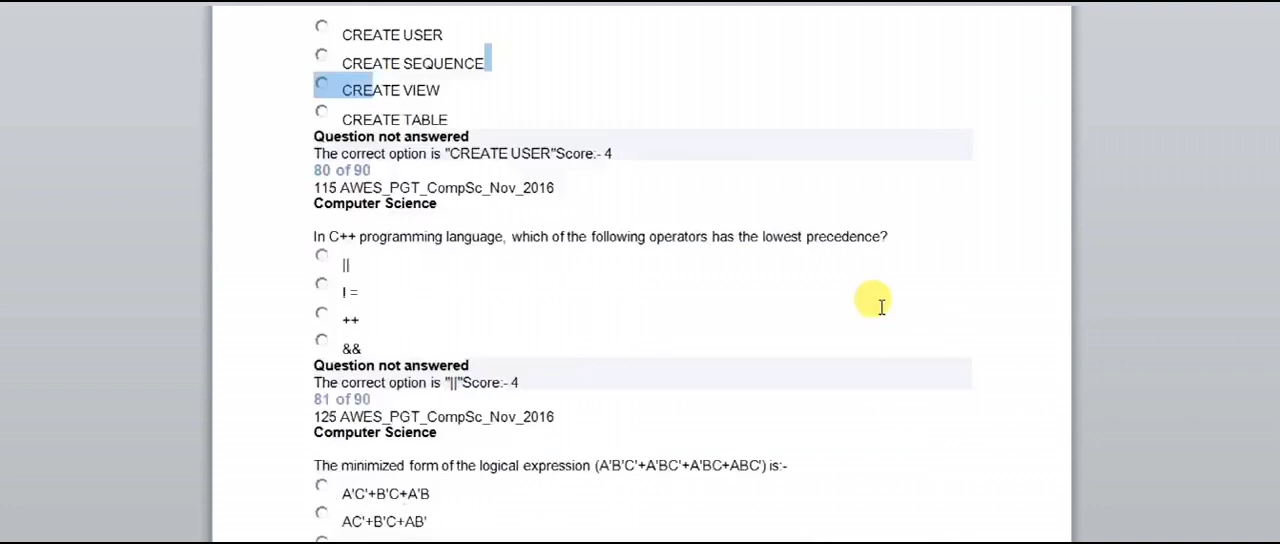 CREATE USER
CREATE SEQUENCE
CREATE VIEW
CREATE TABLE
Question not answered
The correct option is "CREATE USER"Score:- 4
80 of 90
115 AWES_PGT_CompSc_Nov_2016
Computer Science
In C++ programming language, which of the following operators has the lowest precedence?
||
! =
++
&&
Question not answered
The correct option is "||"Score:- 4
81 of 90
125 AWES_PGT_CompSc_Nov_2016
Computer Science
The minimized form of the logical expression (A'B'C'+A'BC'+A'BC+ABC') is:-
A'C'+B'C+A'B
AC'+B'C+AB'